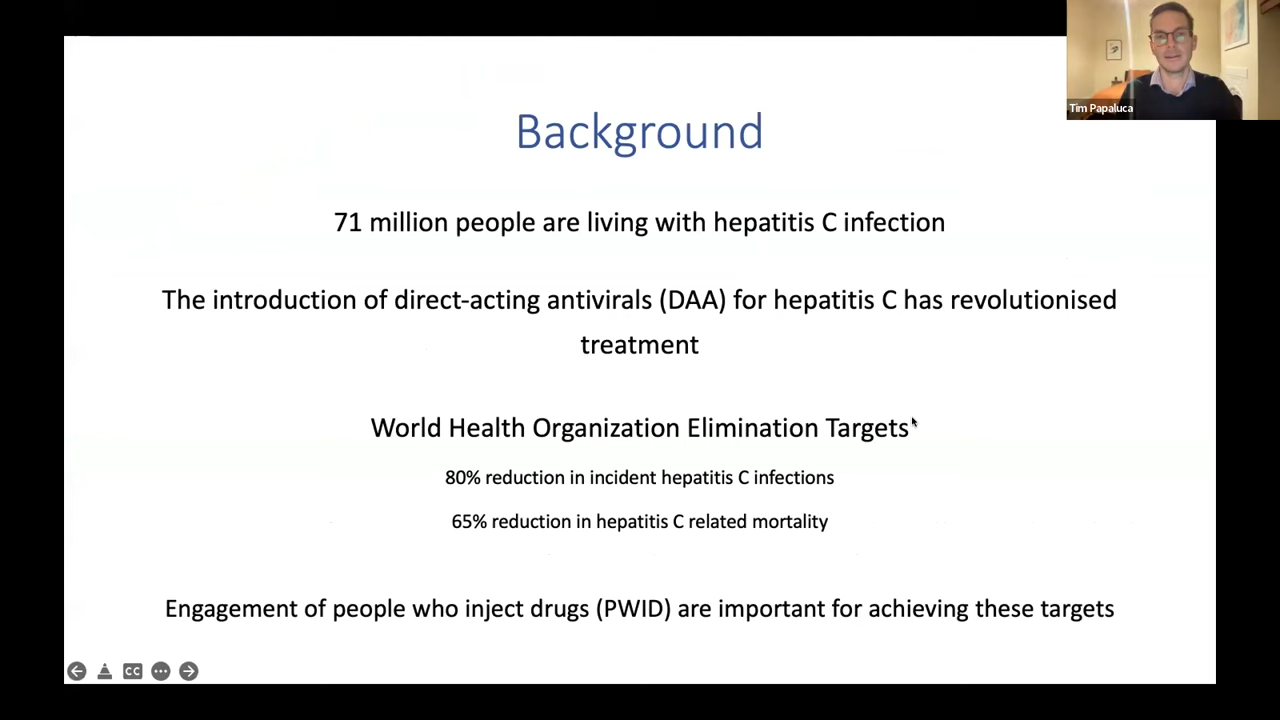 Tim Papaluca
Background
71 million people are living with hepatitis C infection
The introduction of direct-acting antivirals (DAA) for hepatitis C has revolutionised
treatment
World Health Organization Elimination Targets
80% reduction in incident hepatitis C infections
65% reduction in hepatitis C related mortality
Engagement of people who inject drugs (PWID) are important for achieving these targets
CC